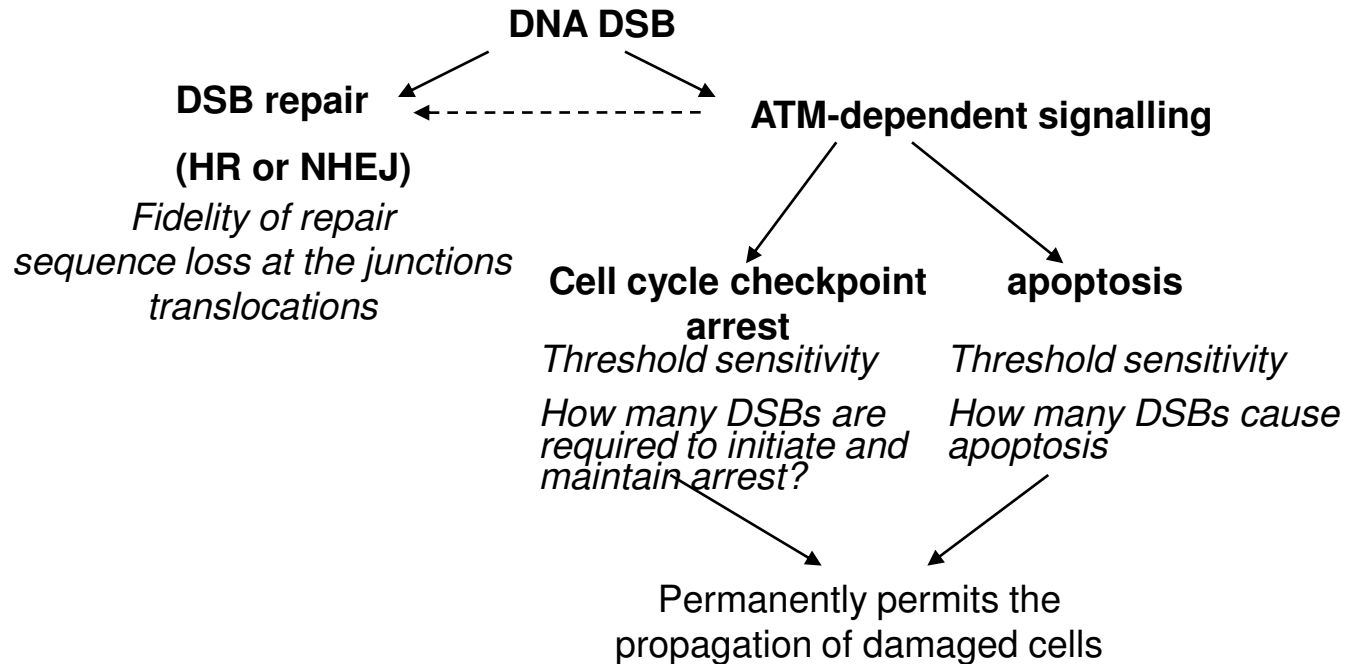 DNA DSB
DSB repair
(HR or NHEJ)
Fidelity of repair
sequence loss at the junctions
translocations
ATM-dependent signalling
Cell cycle checkpoint
arrest
Threshold sensitivity
How many DSBs are
required to initiate and
maintain arrest?
apoptosis
Threshold sensitivity
How many DSBs cause
apoptosis
Permanently permits the
propagation of damaged cells